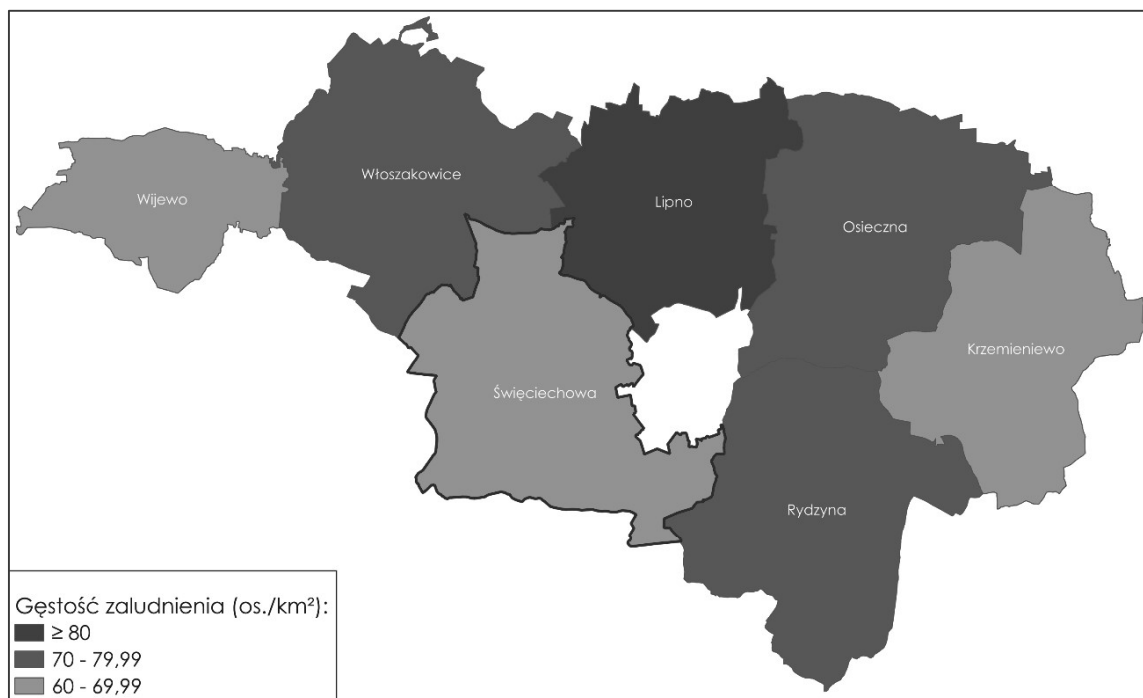 Włoszakowice
Wijewo
Lipno
Osieczna
Krzemieniewo
Święciechowa
Rydzyna
Gęstość zaludnienia (os./km²):
≥ 80
70 - 79,99
60 - 69,99